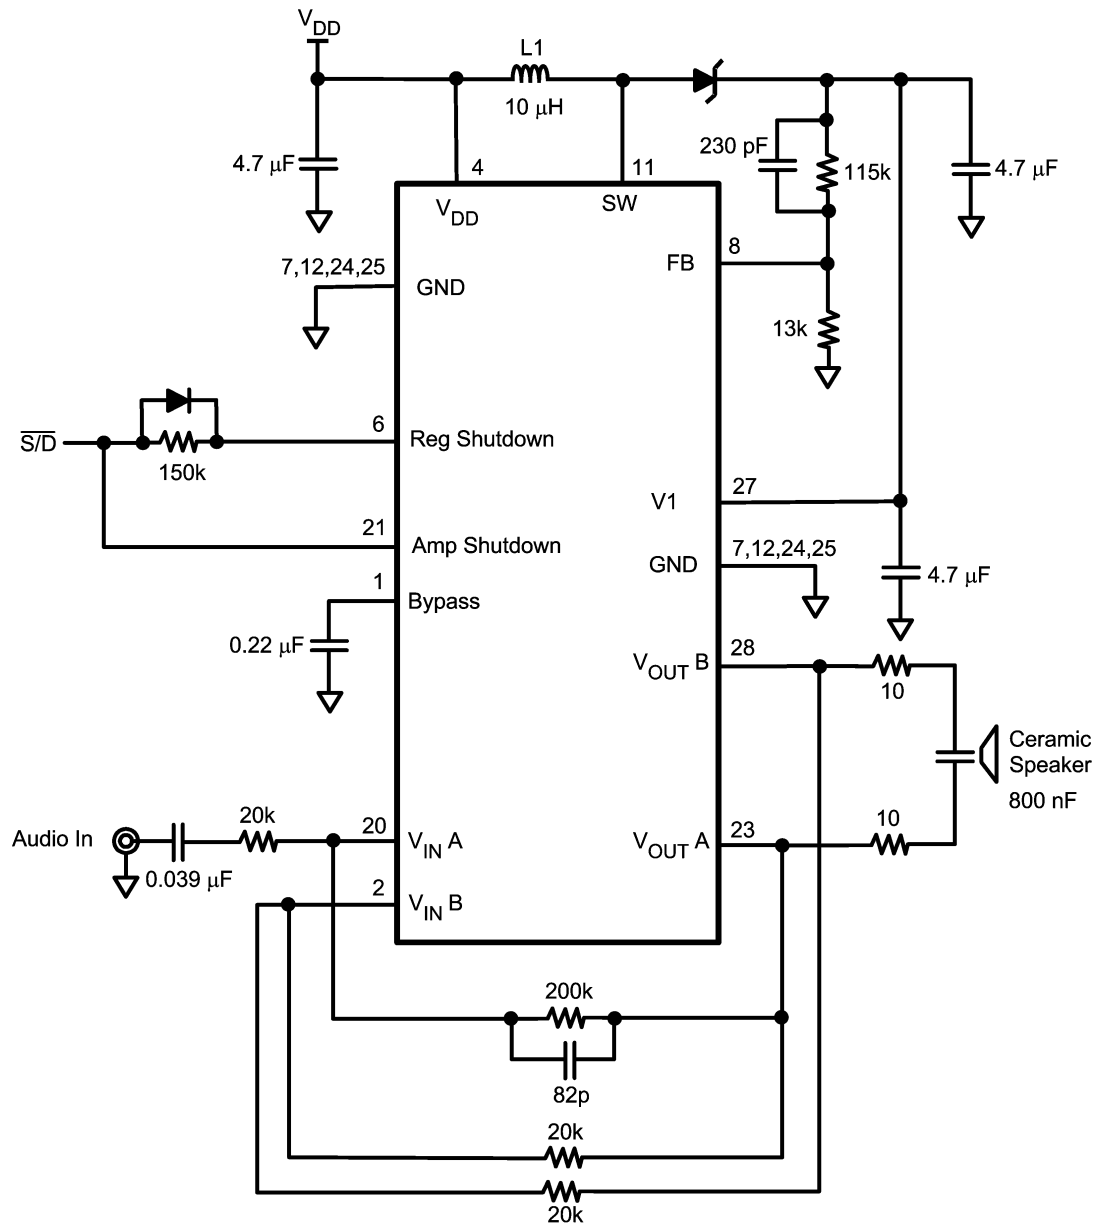 VDD
L1
10 μH
4.7 μF
230 pF
115k
4.7 μF
4
11
VDD
SW
7,12,24,25
GND
8
FB
13k
S/D
150k
6
Reg Shutdown
27
V1
21
Amp Shutdown
7,12,24,25
GND
4.7 μF
1
Bypass
0.22 μF
28
VOUT B
10
Ceramic
Speaker
800 nF
Audio In
0.039 μF
20k
20
VIN A
23
VOUT A
10
2
VIN B
200k
82p
20k
20k